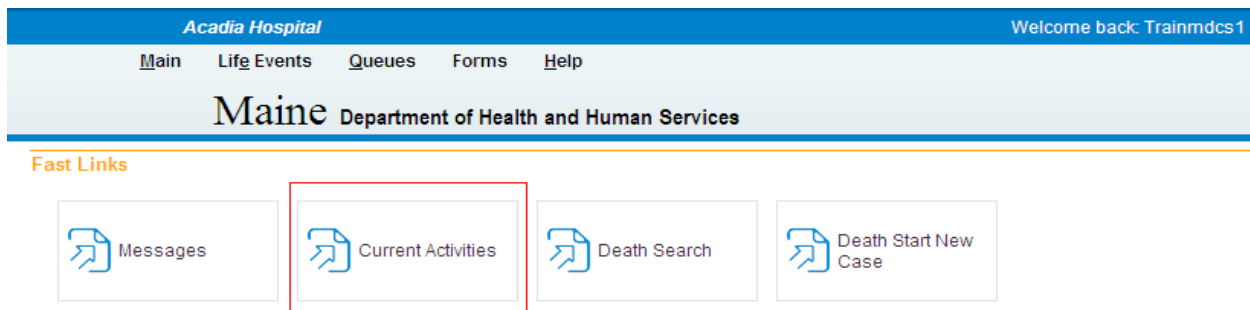 Acadia Hospital Welcome back: Trainmdcs1
Main Life Events Queues Forms Help
Maine Department of Health and Human Services
Fast Links
Messages
Current Activities
Death Search
Death Start New
Case